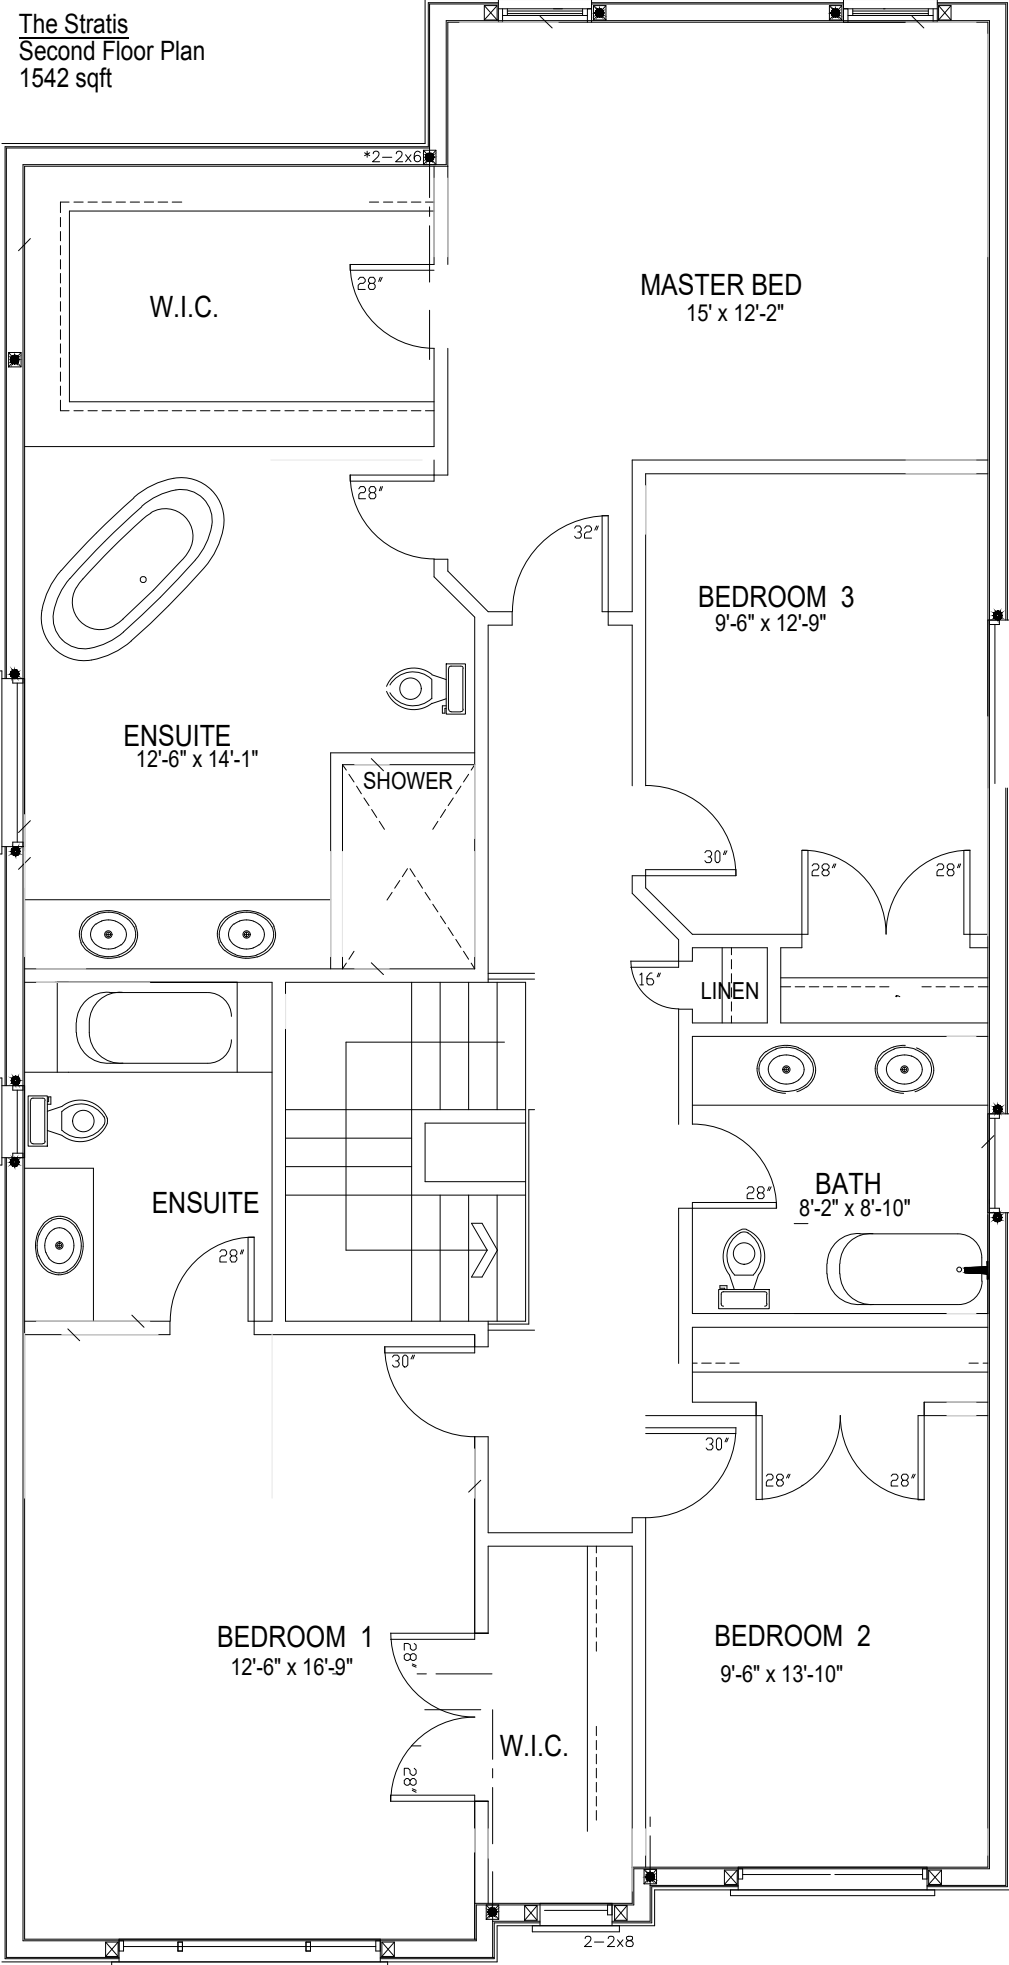 The Stratis
Second Floor Plan
1542 sqft
*2-2x6
28"
W.I.C.
MASTER BED
15' x 12'-2"
28"
32"
BEDROOM 3
9'-6" x 12'-9"
ENSUITE
12'-6" x 14'-1"
SHOWER
30"
28"
28"
16"
LINEN
ENSUITE
28"
28"
BATH
8'-2" x 8'-10"
30"
30"
28"
28"
BEDROOM 1
12'-6" x 16'-9"
28"
28"
W.I.C.
BEDROOM 2
9'-6" x 13'-10"
2-2x8